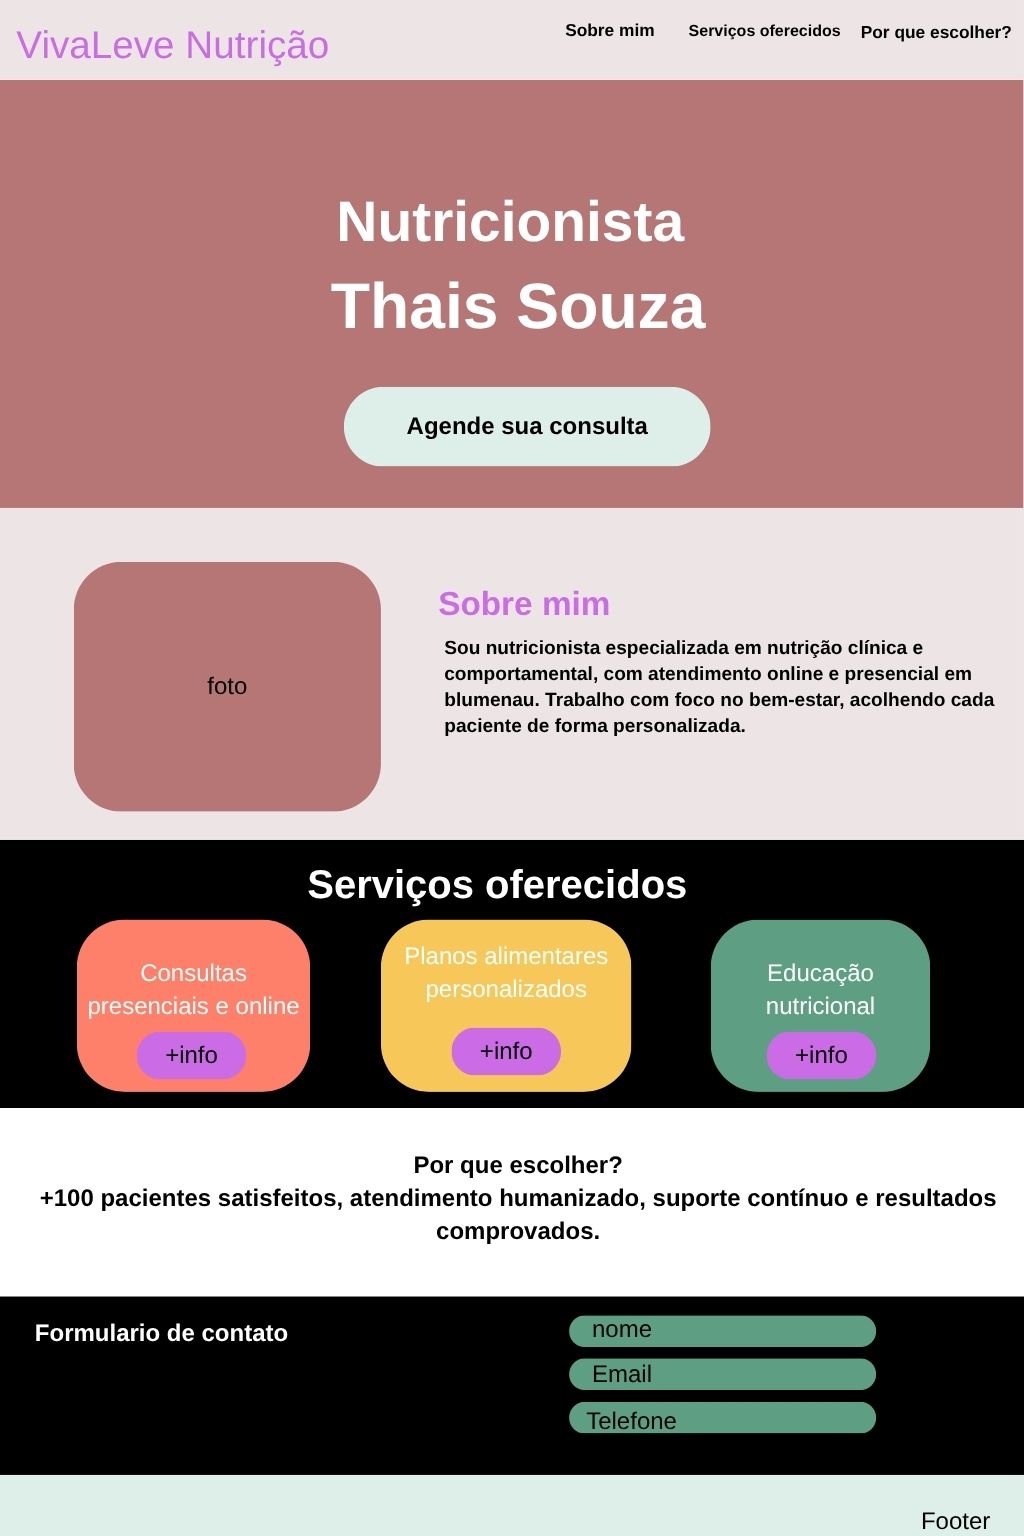 VivaLeve Nutrição
Sobre mim
Serviços oferecidos
Por que escolher?
Nutricionista
Thais Souza
Agende sua consulta
foto
Sobre mim
Sou nutricionista especializada em nutrição clínica e
comportamental, com atendimento online e presencial em
blumenau. Trabalho com foco no bem-estar, acolhendo cada
paciente de forma personalizada.
Serviços oferecidos
Consultas
presenciais e online
+info
Planos alimentares
personalizados
+info
Educação
nutricional
+info
Por que escolher?
+100 pacientes satisfeitos, atendimento humanizado, suporte contínuo e resultados
comprovados.
Formulario de contato
nome
Email
Telefone
Footer